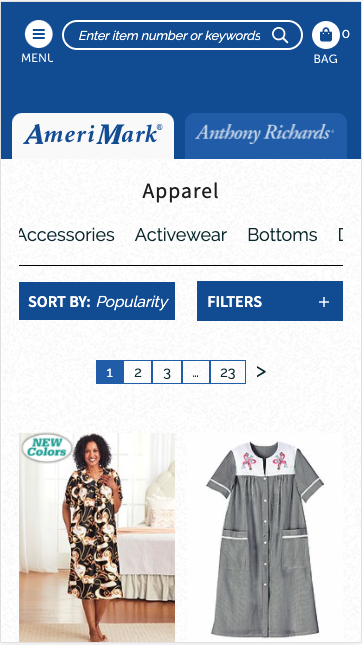 Enter item number or keywords
0
MENU
BAG
AmeriMark®
Anthony Richards®
Apparel
Accessories Activewear Bottoms D
SORT BY: Popularity FILTERS +
1 2 3 ... 23 >
NEW
Colors